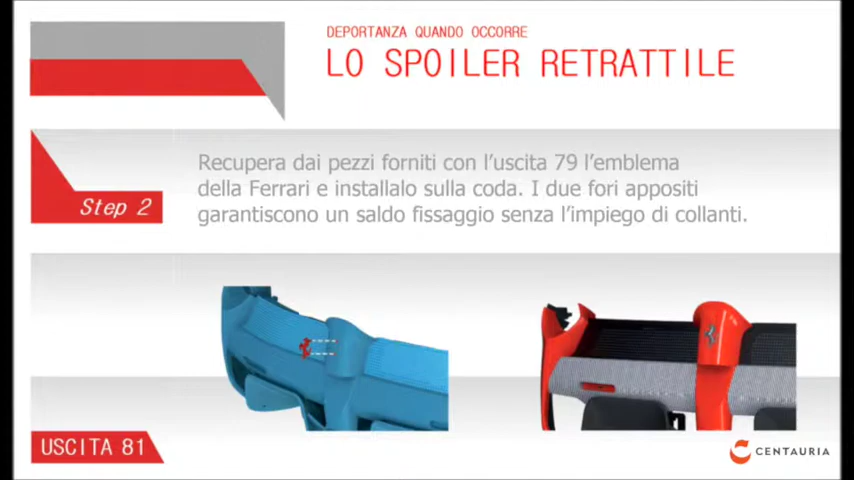 DEPORTANZA QUANDO OCCORRE
LO SPOILER RETRATTILE
Recupera dai pezzi forniti con l'uscita 79 l'emblema
della Ferrari e installalo sulla coda. I due fori appositi
garantiscono un saldo fissaggio senza l'impiego di collanti.
Step 2
USCITA 81
CENTAURIA